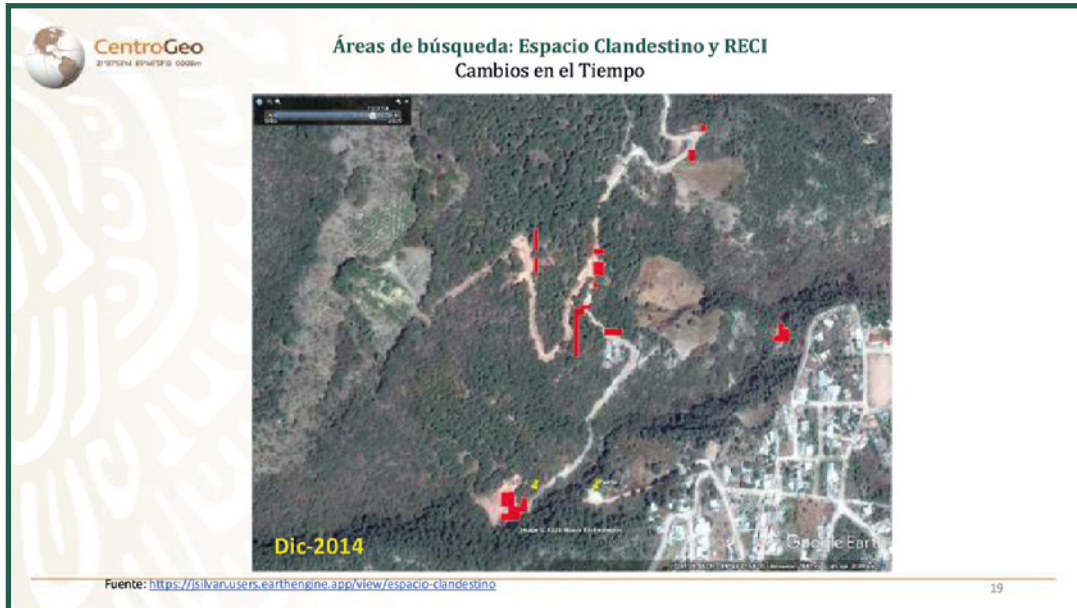 CentroGeo
Áreas de búsqueda: Espacio Clandestino y RECI
Cambios en el Tiempo
Dic-2014
Google Earth
Fuente: https://jsilvan.users.earthengine.app/view/espacio-clandestino
19